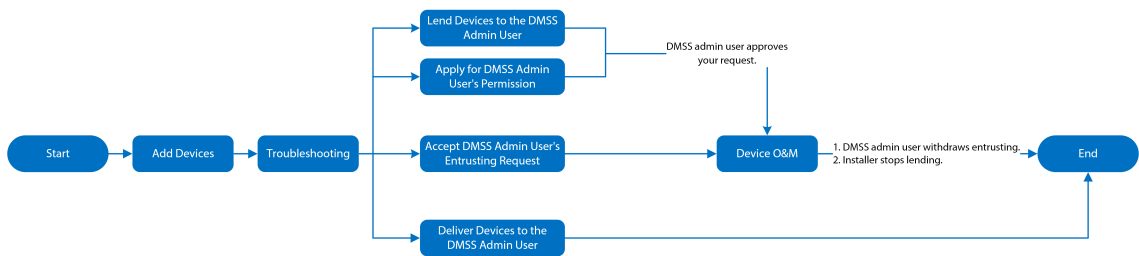 Lend Devices to the DMSS
Admin User
Apply for DMSS Admin
User's Permission
DMSS admin user approves
your request.
Start
Add Devices
Troubleshooting
Accept DMSS Admin User's
Entrusting Request
Device O&M
1. DMSS admin user withdraws entrusting.
2. Installer stops lending.
End
Deliver Devices to the
DMSS Admin User